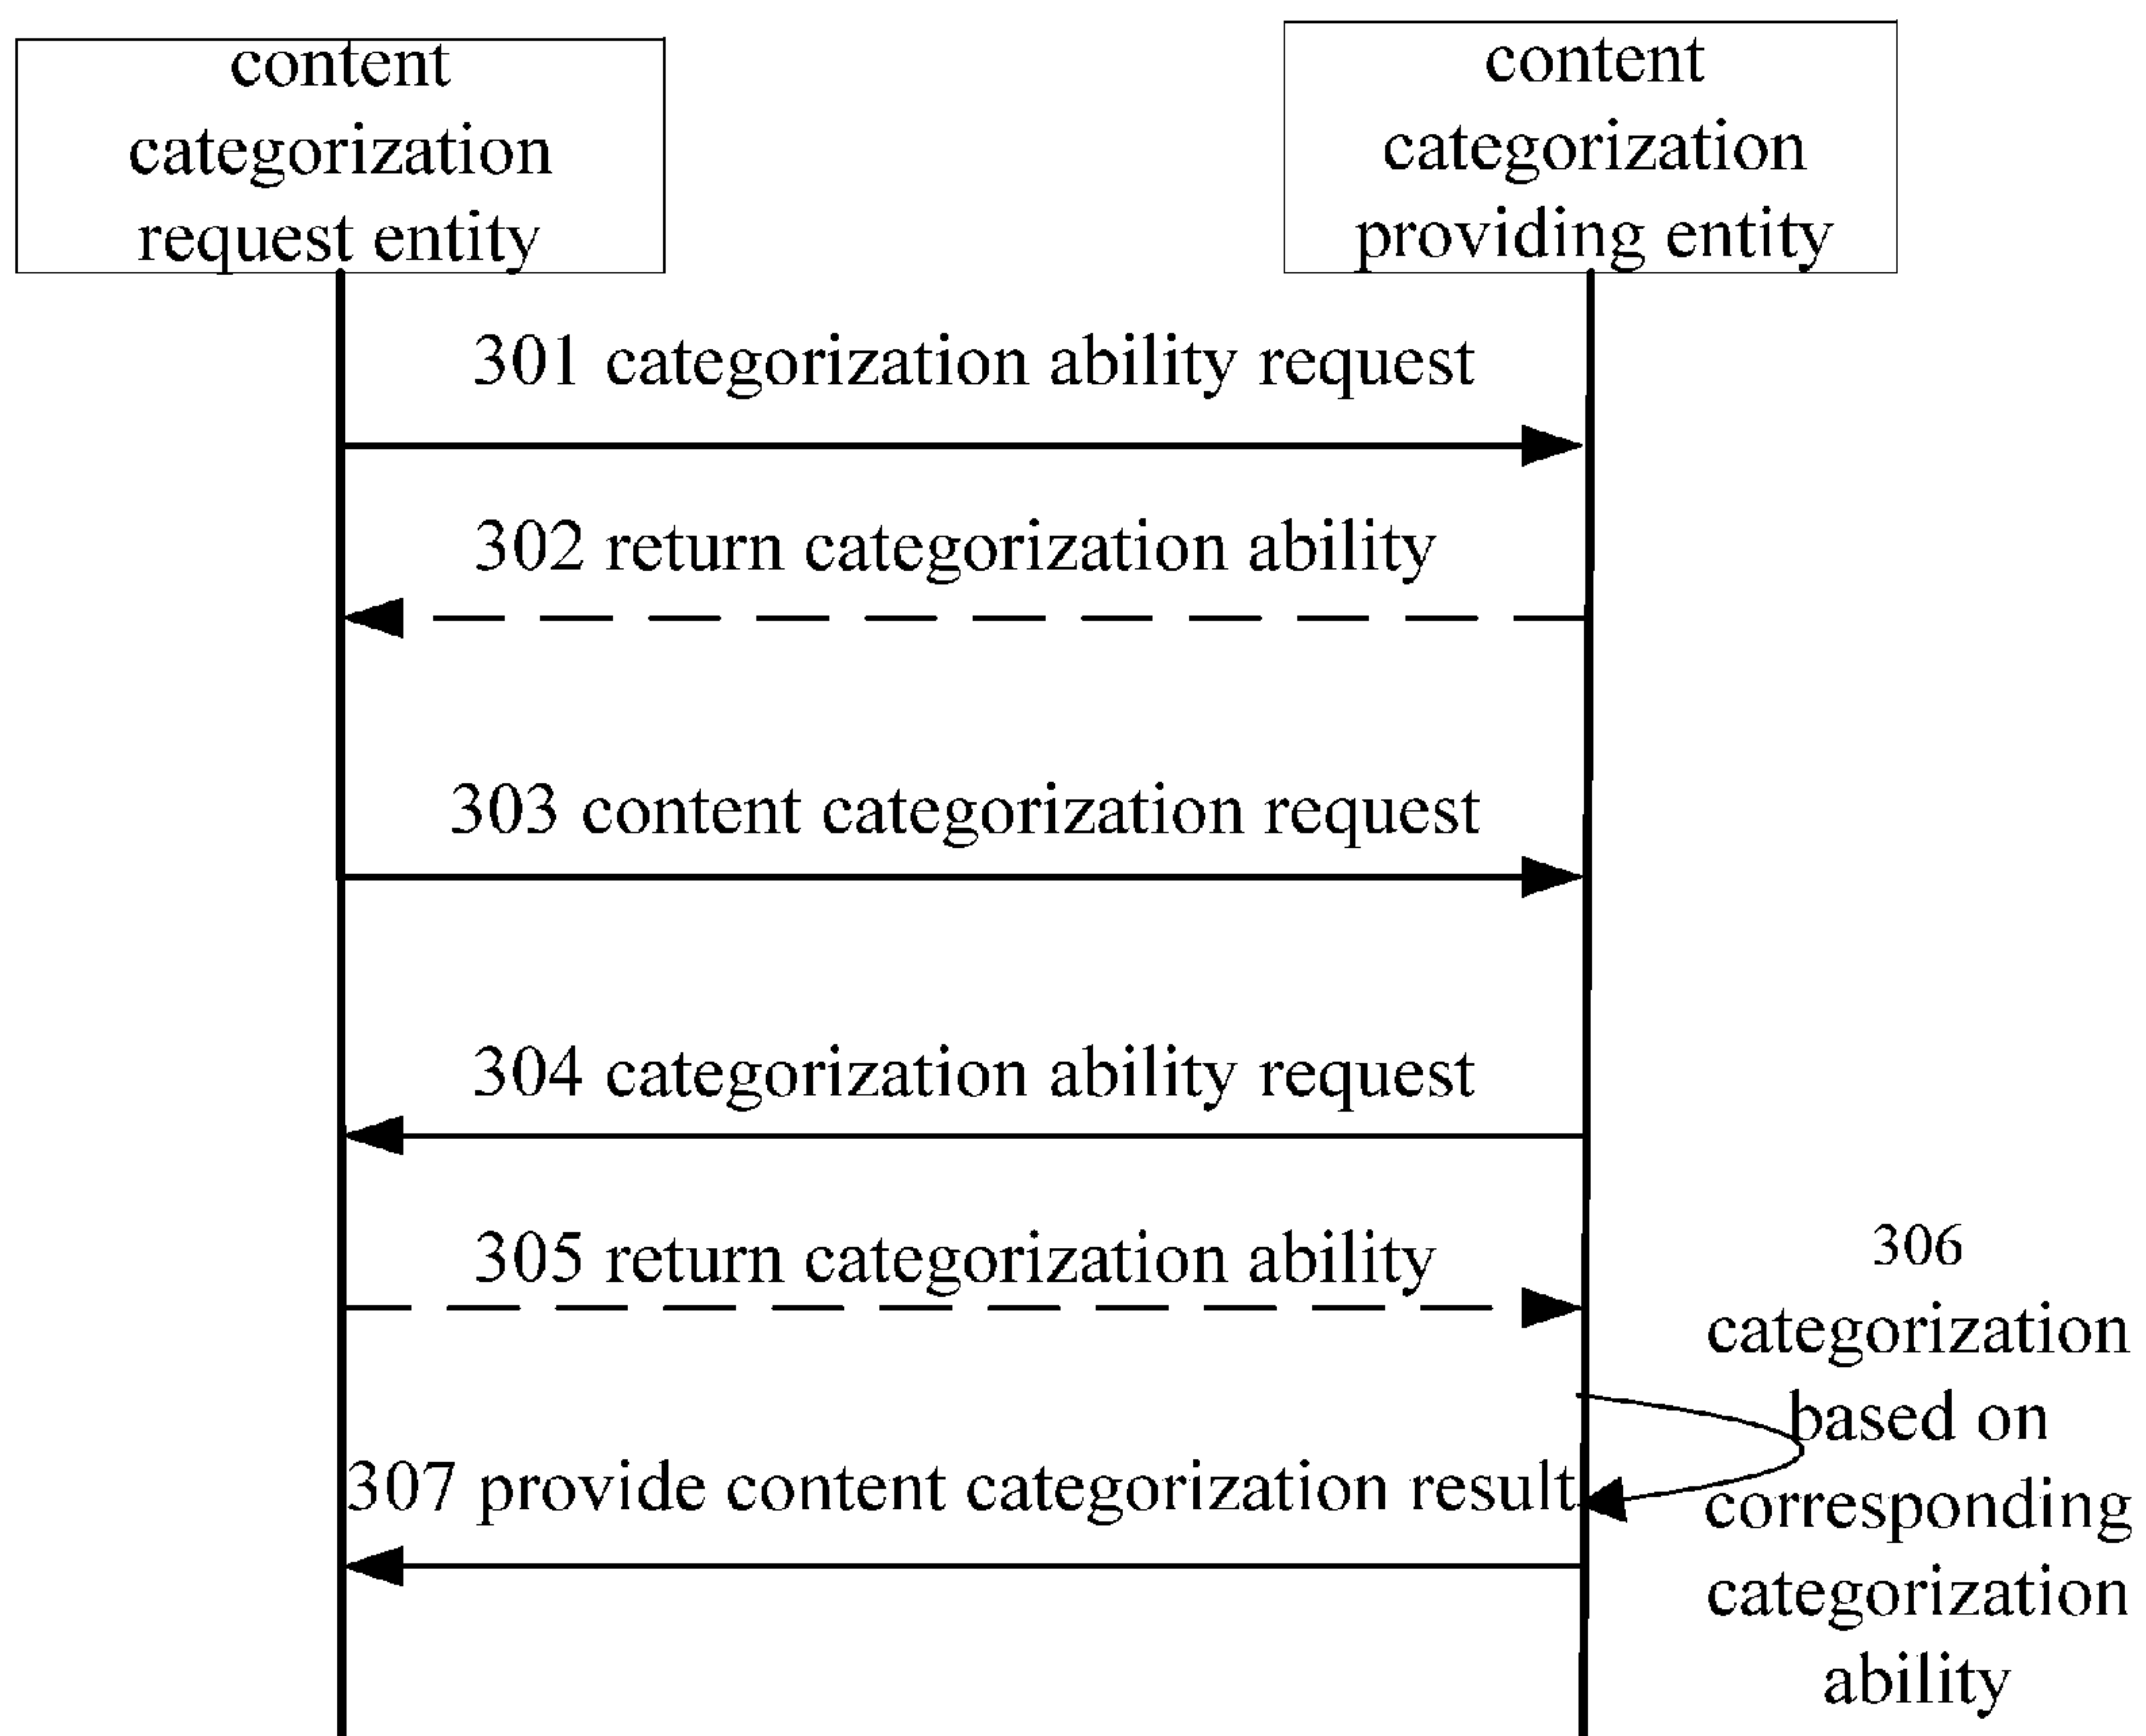 content
categorization
request entity
content
categorization
providing entity
301 categorization ability request
302 return categorization ability
303 content categorization request
304 categorization ability request
305 return categorization ability
306
categorization
based on
corresponding
categorization
ability
307 provide content categorization result